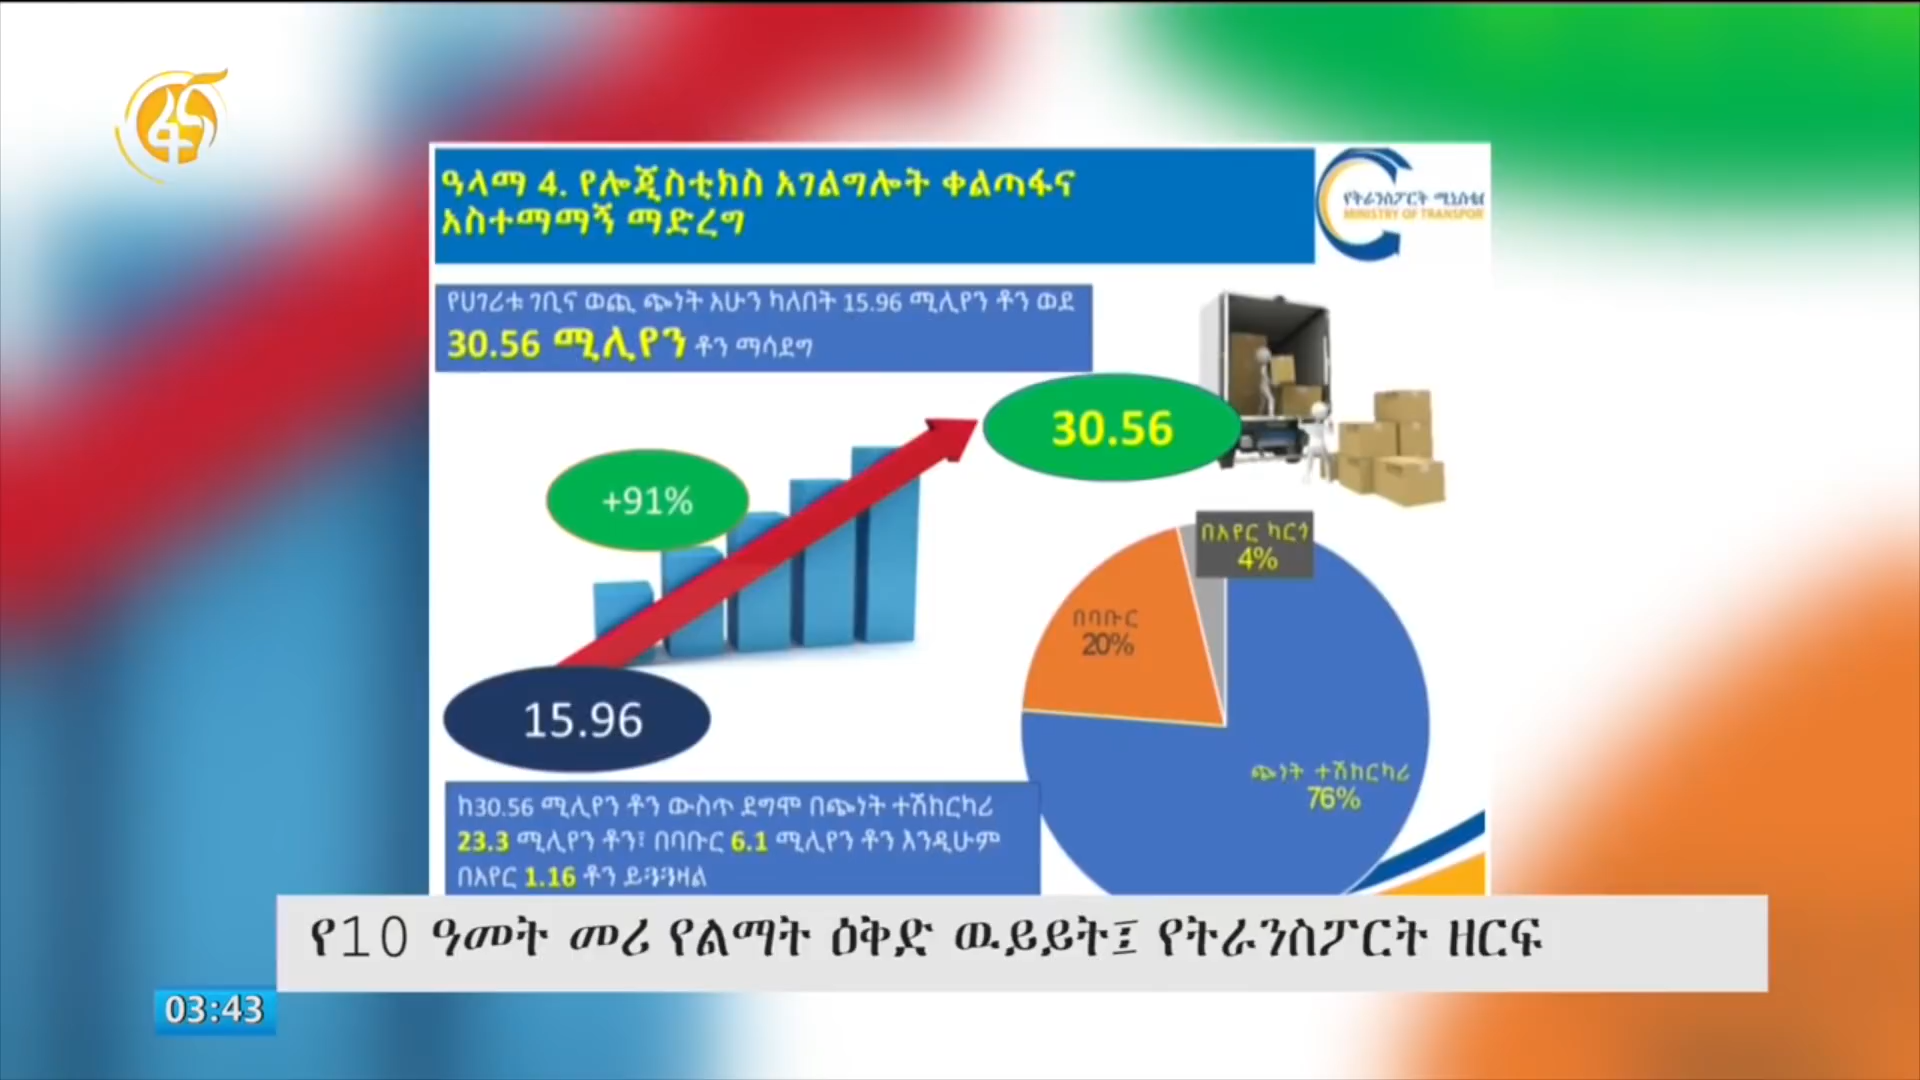 ፋና
ዓላማ 4. የሎጂስቲክስ አገልግሎት ቀልጣፋና
አስተማማኝ ማድረግ
የትራንስፖርት ሚኒስቴር
MINISTRY OF TRANSPOR
የሀገሪቱ ገቢና ወጪ ጭነት አሁን ካለበት 15.96 ሚሊየን ቶን ወደ
30.56 ሚሊየን ቶን ማሳደግ
30.56
+91%
15.96
በአየር ካርጎ
4%
በባቡር
20%
ጭነት ተሽከርካሪ
76%
ከ30.56 ሚሊየን ቶን ውስጥ ደግሞ በጭነት ተሽከርካሪ
23.3 ሚሊየን ቶን፣ በባቡር 6.1 ሚሊየን ቶን እንዲሁም
በአየር 1.16 ቶን ይጓጓዛል
የ10 ዓመት መሪ የልማት ዕቅድ ዉይይት፤ የትራንስፖርት ዘርፍ
03:43